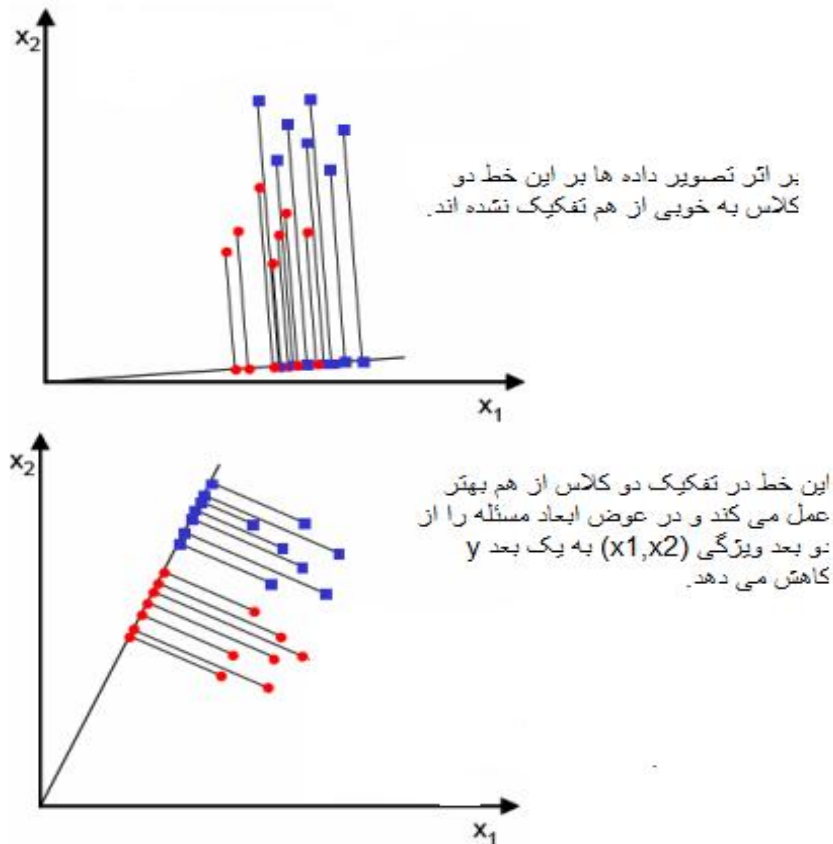 x2
بر اثر تصویر داده ها بر این خط دو
کلاس به خوبی از هم تفکیک نشده اند.
x1
x2
این خط در تفکیک دو کلاس از هم بهتر
عمل می کند و در عوض ابعاد مسئله را از
دو بعد ویژگی (x1,x2) به یک بعد y
کاهش می دهد.
x1